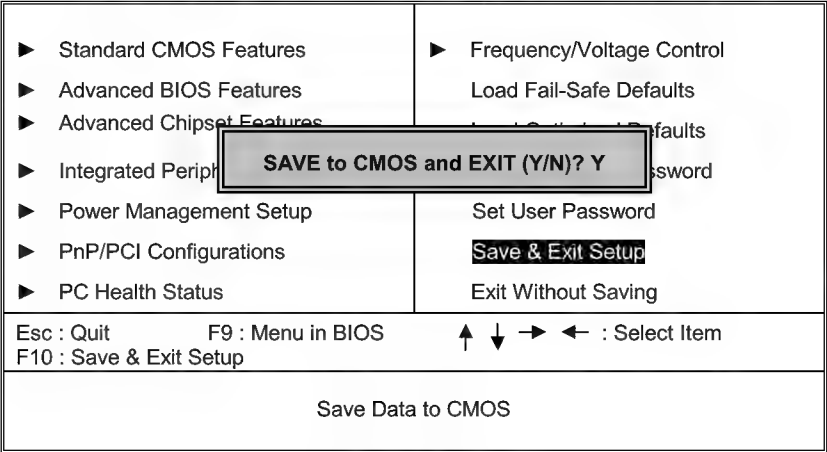 Standard CMOS Features
Advanced BIOS Features
Advanced Chipset Features
Integrated Periph
Power Management Setup
PnP/PCI Configurations
PC Health Status
Frequency/Voltage Control
Load Fail-Safe Defaults
Defaults
ssword
Set User Password
Save & Exit Setup
Exit Without Saving
SAVE to CMOS and EXIT (Y/N)? Y
Esc : Quit F9 : Menu in BIOS ↑ ↓ → ← : Select Item
F10 : Save & Exit Setup
Save Data to CMOS